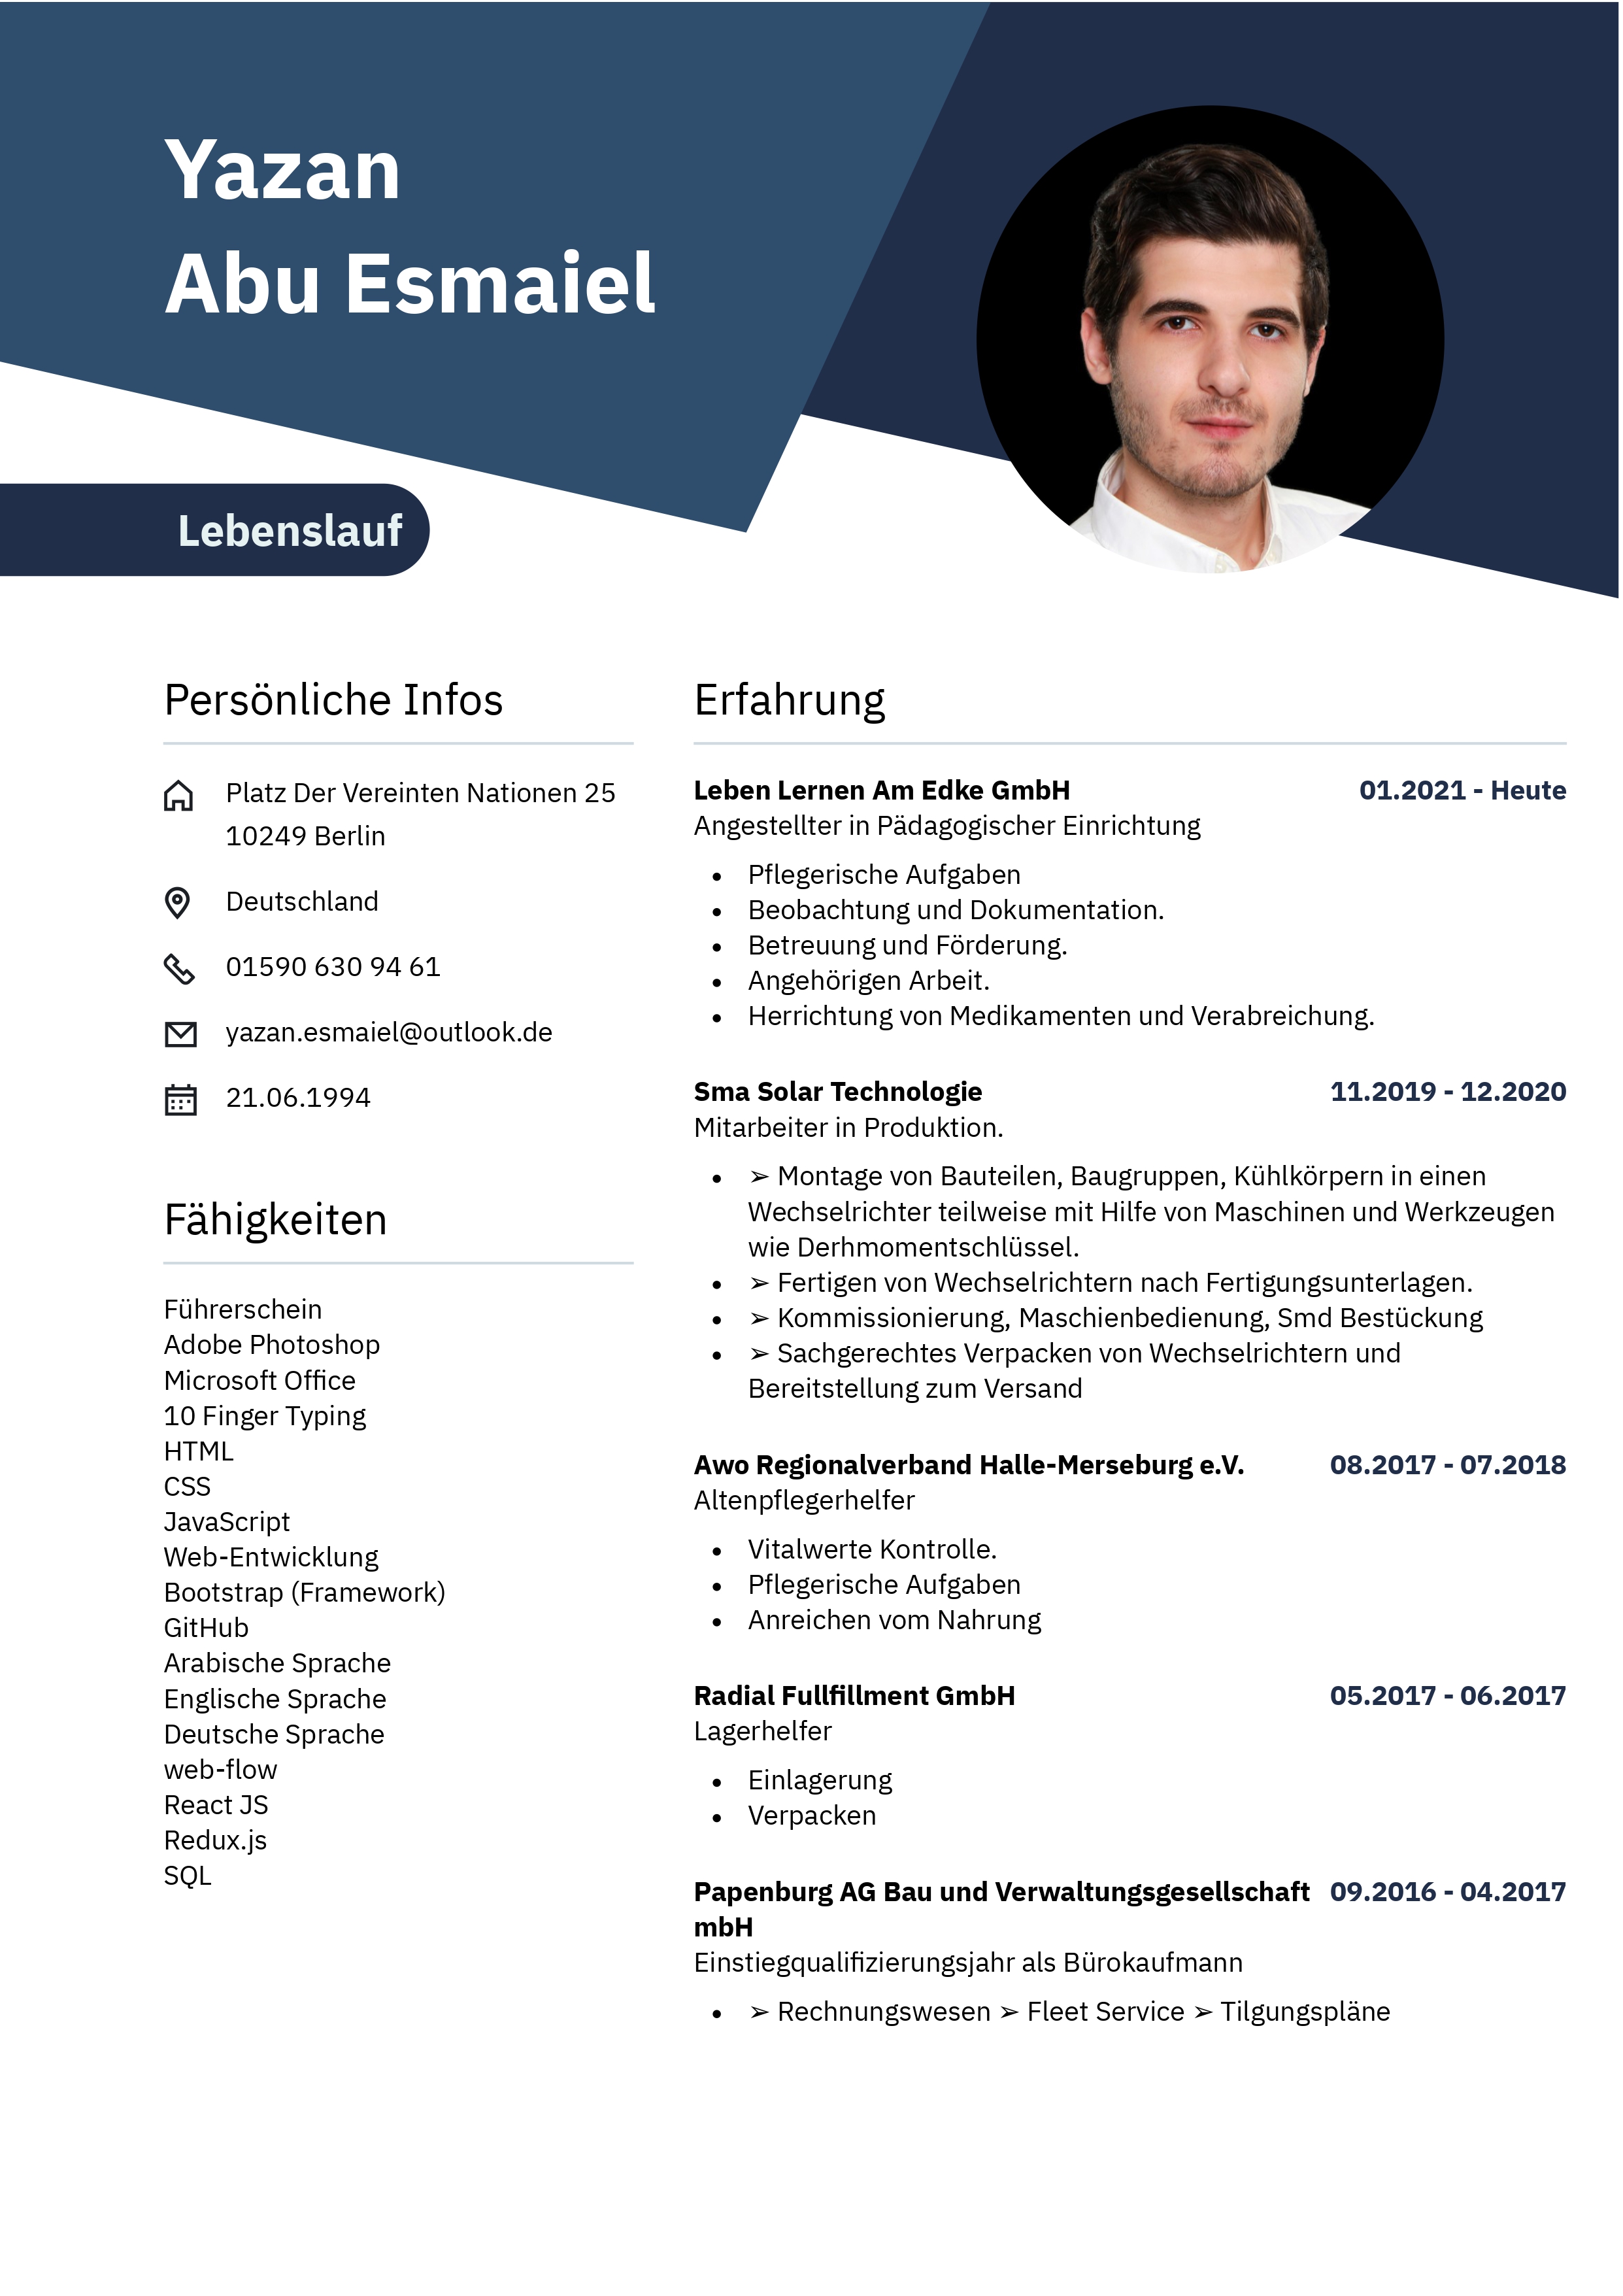 Yazan
Abu Esmaiel
Lebenslauf
Persönliche Infos
Platz Der Vereinten Nationen 25
10249 Berlin
Deutschland
01590 630 94 61
yazan.esmaiel@outlook.de
21.06.1994
Fähigkeiten
Führerschein
Adobe Photoshop
Microsoft Office
10 Finger Typing
HTML
CSS
JavaScript
Web-Entwicklung
Bootstrap (Framework)
GitHub
Arabische Sprache
Englische Sprache
Deutsche Sprache
web-flow
React JS
Redux.js
SQL
Erfahrung
Leben Lernen Am Edke GmbH 01.2021 - Heute
Angestellter in Pädagogischer Einrichtung
• Pflegerische Aufgaben
• Beobachtung und Dokumentation.
• Betreuung und Förderung.
• Angehörigen Arbeit.
• Herrichtung von Medikamenten und Verabreichung.
Sma Solar Technologie 11.2019 - 12.2020
Mitarbeiter in Produktion.
• ➢ Montage von Bauteilen, Baugruppen, Kühlkörpern in einen
Wechselrichter teilweise mit Hilfe von Maschinen und Werkzeugen
wie Derhmomentschlüssel.
• ➢ Fertigen von Wechselrichtern nach Fertigungsunterlagen.
• ➢ Kommissionierung, Maschienbedienung, Smd Bestückung
• ➢ Sachgerechtes Verpacken von Wechselrichtern und
Bereitstellung zum Versand
Awo Regionalverband Halle-Merseburg e.V. 08.2017 - 07.2018
Altenpflegerhelfer
• Vitalwerte Kontrolle.
• Pflegerische Aufgaben
• Anreichen vom Nahrung
Radial Fullfillment GmbH 05.2017 - 06.2017
Lagerhelfer
• Einlagerung
• Verpacken
Papenburg AG Bau und Verwaltungsgesellschaft 09.2016 - 04.2017
mbH
Einstiegqualifizierungsjahr als Bürokaufmann
• ➢ Rechnungswesen ➢ Fleet Service ➢ Tilgungspläne